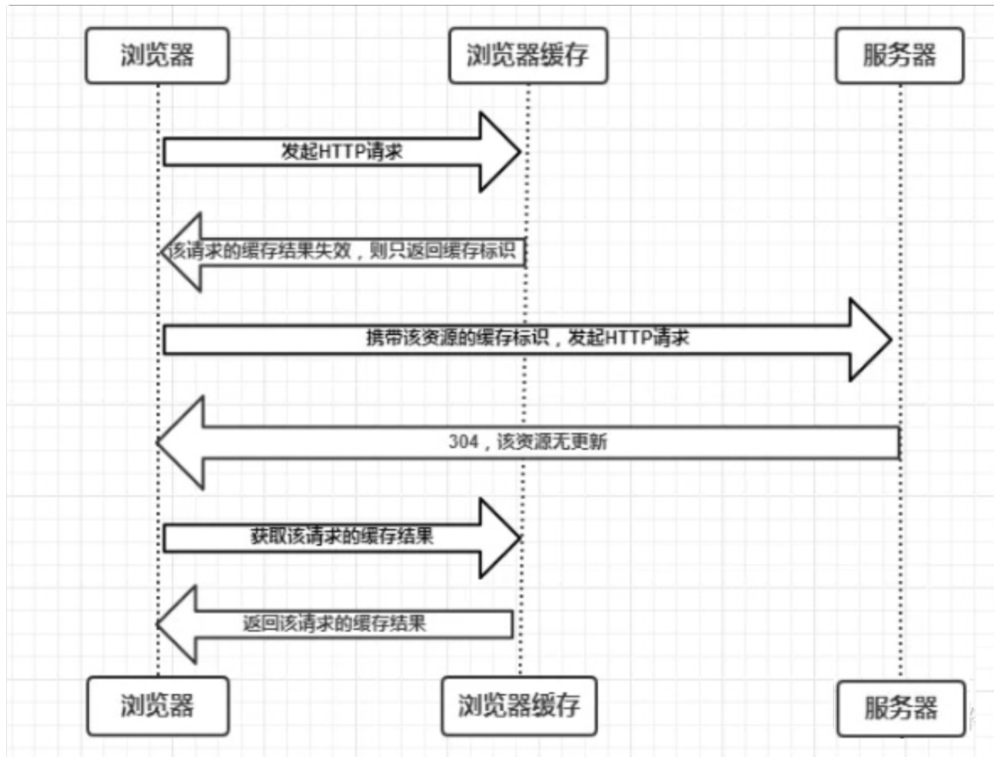 浏览器 浏览器缓存 服务器
发起HTTP请求
该请求的缓存结果失效，则只返回缓存标识
携带该资源的缓存标识，发起HTTP请求
304，该资源无更新
获取该请求的缓存结果
返回该请求的缓存结果
浏览器 浏览器缓存 服务器